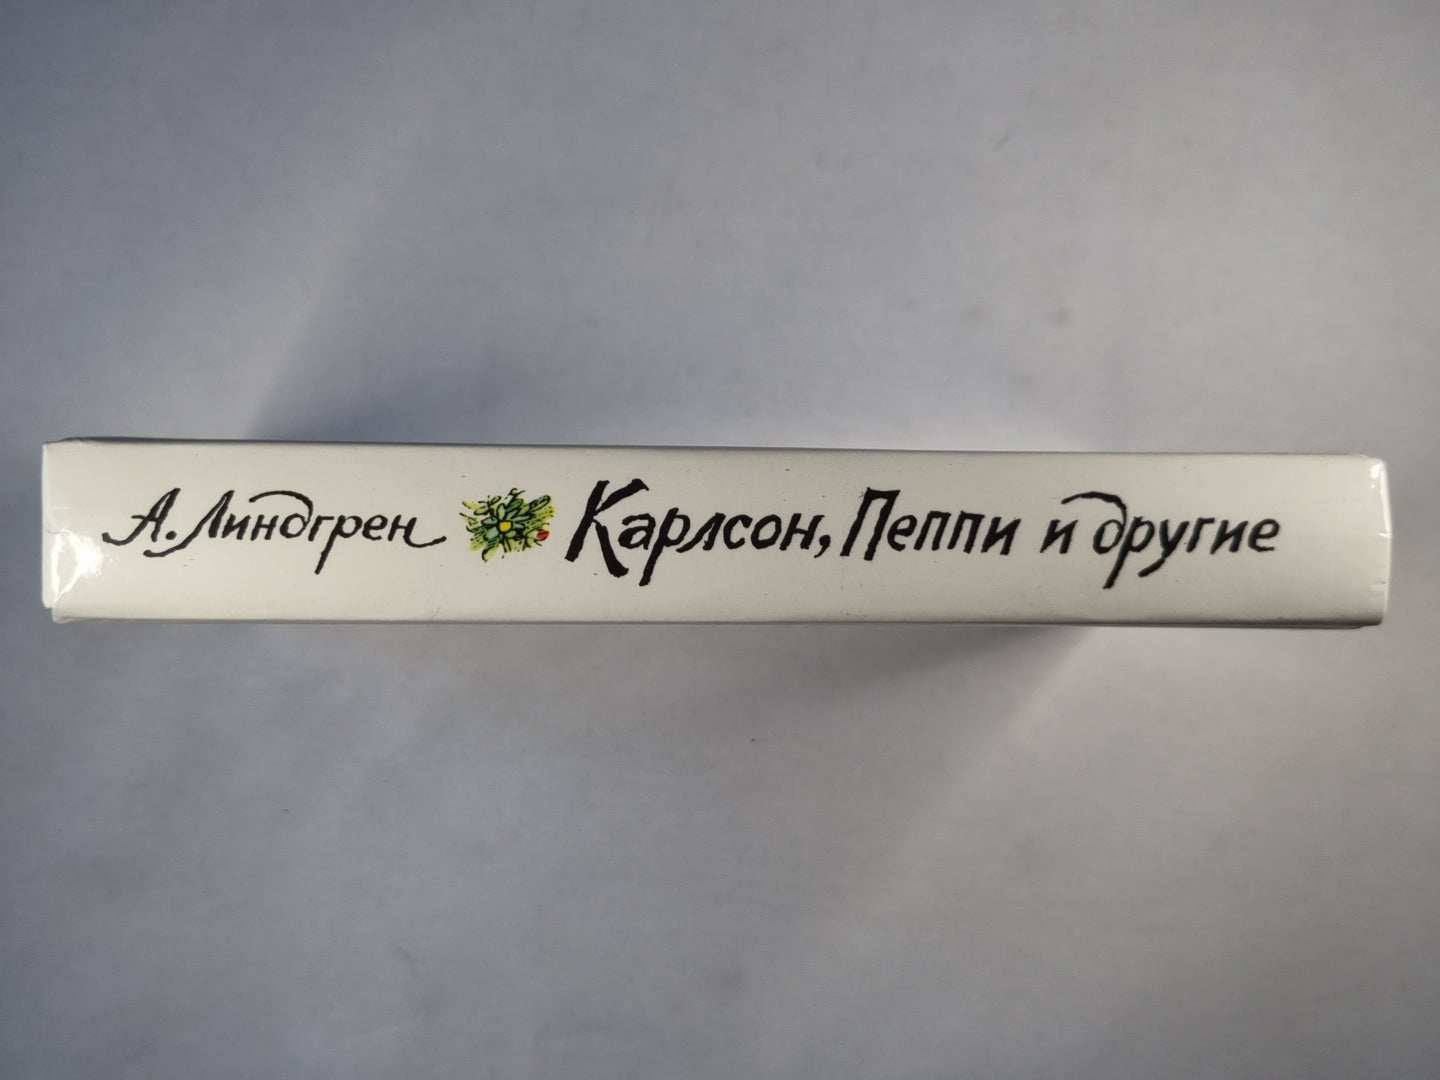 А. Линдгрен Карлсон, Пеппи и другие